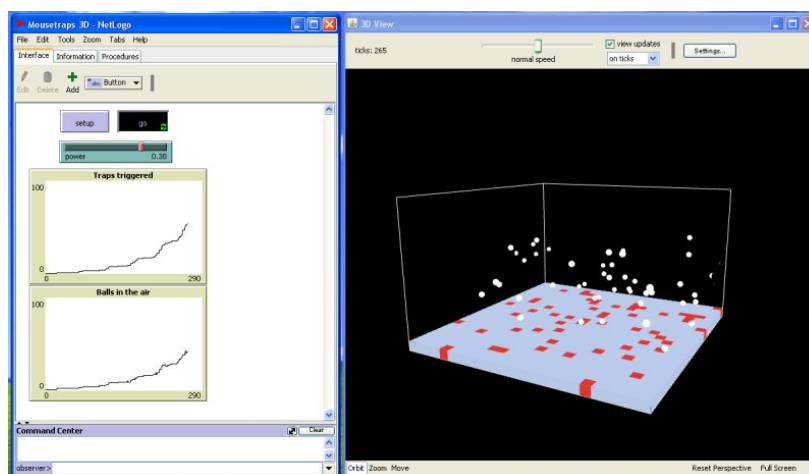 Mousetraps 3D - NetLogo
File Edit Tools Zoom Tabs Help
Interface Information Procedures
Edit Delete Add abc Button
setup go
power 0.30
Traps triggered
100
0
0 290
Balls in the air
100
0
0 290
Command Center Clear
observer>
3D View
ticks: 265
normal speed
view updates
on ticks
Settings...
Orbit Zoom Move Reset Perspective Full Screen